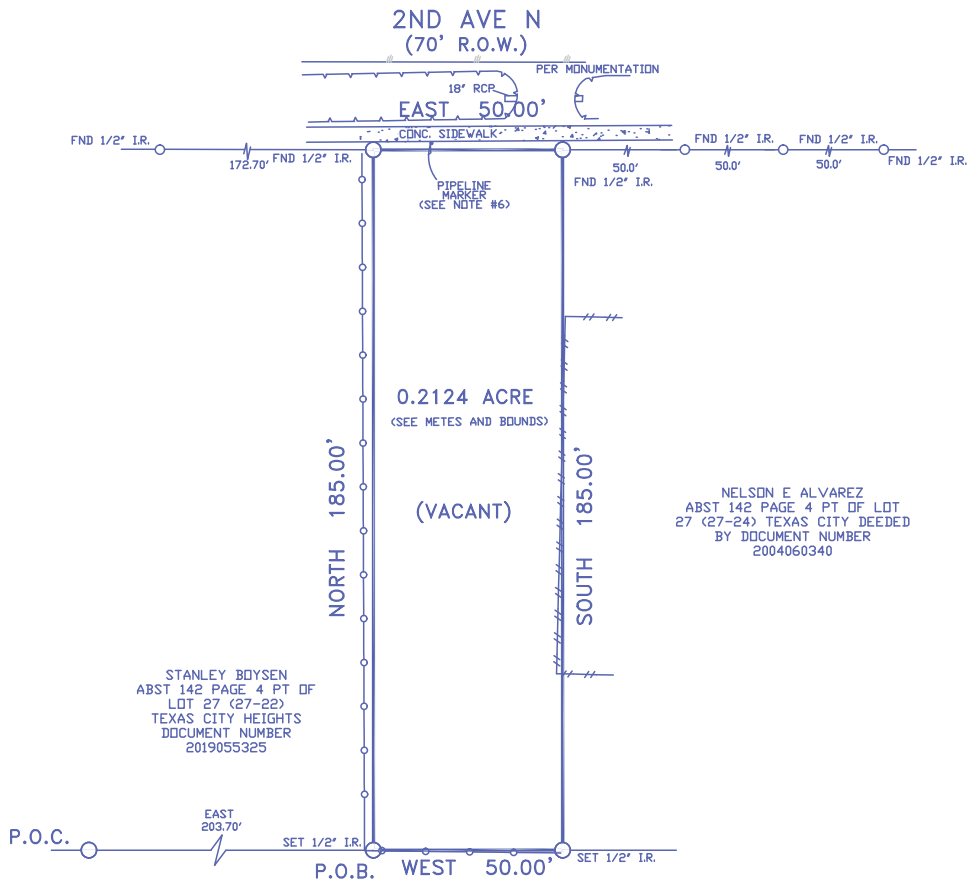 2ND AVE N
(70' R.O.W.)
PER MONUMENTATION
18" RCP
EAST 50.00'
CONC. SIDEWALK
FND 1/2" I.R.
172.70'
FND 1/2" I.R.
50.0'
FND 1/2" I.R.
FND 1/2" I.R.
50.0'
FND 1/2" I.R.
50.0'
FND 1/2" I.R.
PIPELINE
MARKER
(SEE NOTE #6)
0.2124 ACRE
(SEE METES AND BOUNDS)
(VACANT)
NORTH 185.00'
SOUTH 185.00'
NELSON E ALVAREZ
ABST 142 PAGE 4 PT OF LOT
27 (27-24) TEXAS CITY DEEDED
BY DOCUMENT NUMBER
2004060340
STANLEY BOYSEN
ABST 142 PAGE 4 PT OF
LOT 27 (27-22)
TEXAS CITY HEIGHTS
DOCUMENT NUMBER
2019055325
P.O.C.
EAST
203.70'
SET 1/2" I.R.
P.O.B.
WEST 50.00'
SET 1/2" I.R.